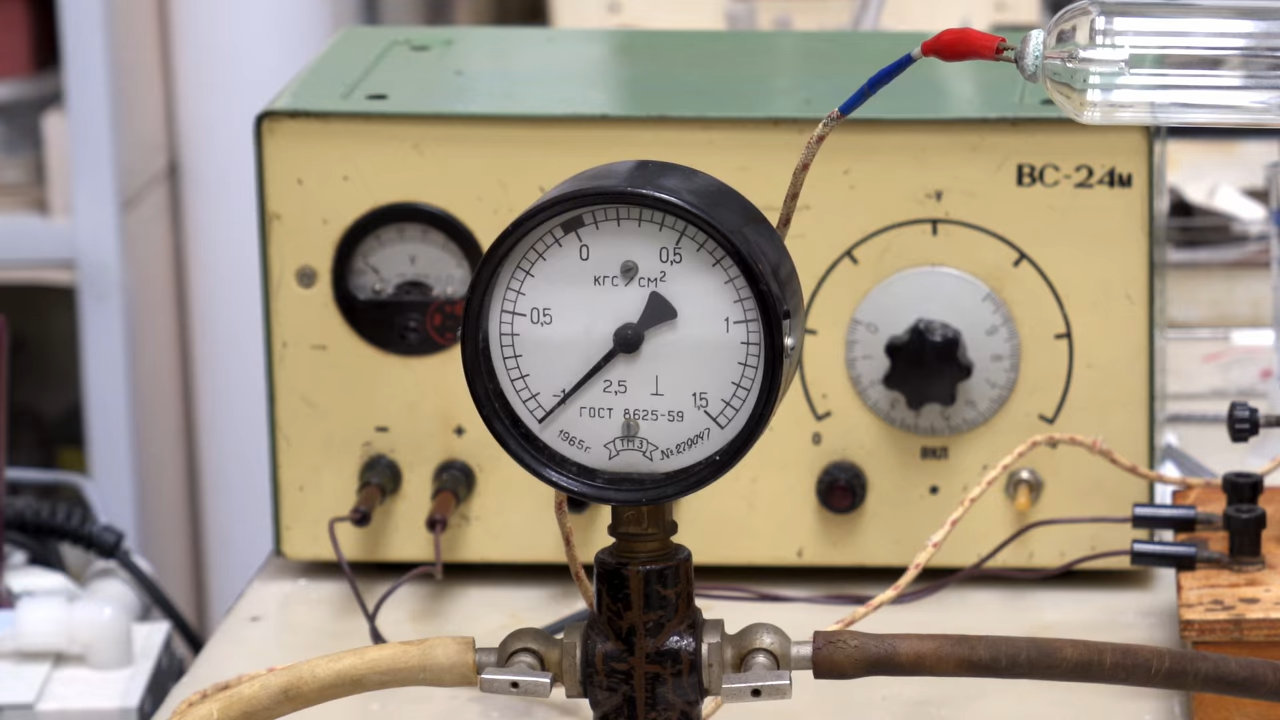 ВС-24м
-V
V
0 0,5
КГС/СМ²
0,5 1
-1 2,5 ⊥ 1,5
ГОСТ 8625-59
1965г. ТМЗ №279047
- +
0
ВКЛ